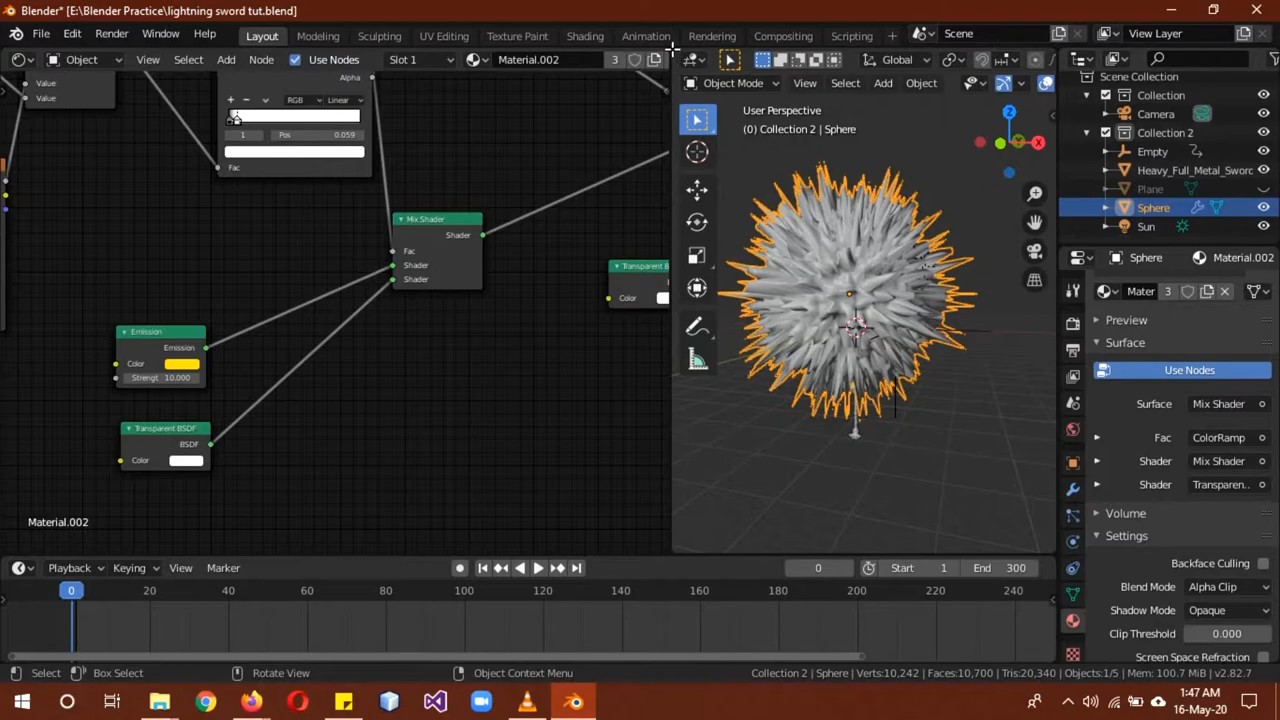 Blender* [E:\Blender Practice\lightning sword tut.blend]
File Edit Render Window Help Layout Modeling Sculpting UV Editing Texture Paint Shading Animation Rendering Compositing Scripting Scene View Layer
Object View Select Add Node Use Nodes Slot 1 Material.002 3 Global
Object Mode View Select Add Object
Scene Collection
Collection
Camera
Collection 2
Empty
Heavy_Full_Metal_Sword
Plane
Sphere
Sun
Value
Value
Alpha
RGB Linear
1 Pos 0.059
Fac
Mix Shader
Shader
Fac
Shader
Shader
Emission
Emission
Color
Strengt 10.000
Transparent BSDF
BSDF
Color
Transparent B
Color
Material.002
User Perspective
(0) Collection 2 | Sphere
Sphere Material.002
Mater 3
Preview
Surface
Use Nodes
Surface Mix Shader
Fac ColorRamp
Shader Mix Shader
Shader Transparen..
Volume
Settings
Backface Culling
Blend Mode Alpha Clip
Shadow Mode Opaque
Clip Threshold 0.000
Screen Space Refraction
Playback Keying View Marker 0 Start 1 End 300
0 20 40 60 80 100 120 140 160 180 200 220 240
Select Box Select Rotate View Object Context Menu Collection 2 | Sphere | Verts:10,242 | Faces:10,700 | Tris:20,340 | Objects:1/5 | Mem: 100.7 MiB | v2.82.7
1:47 AM
16-May-20